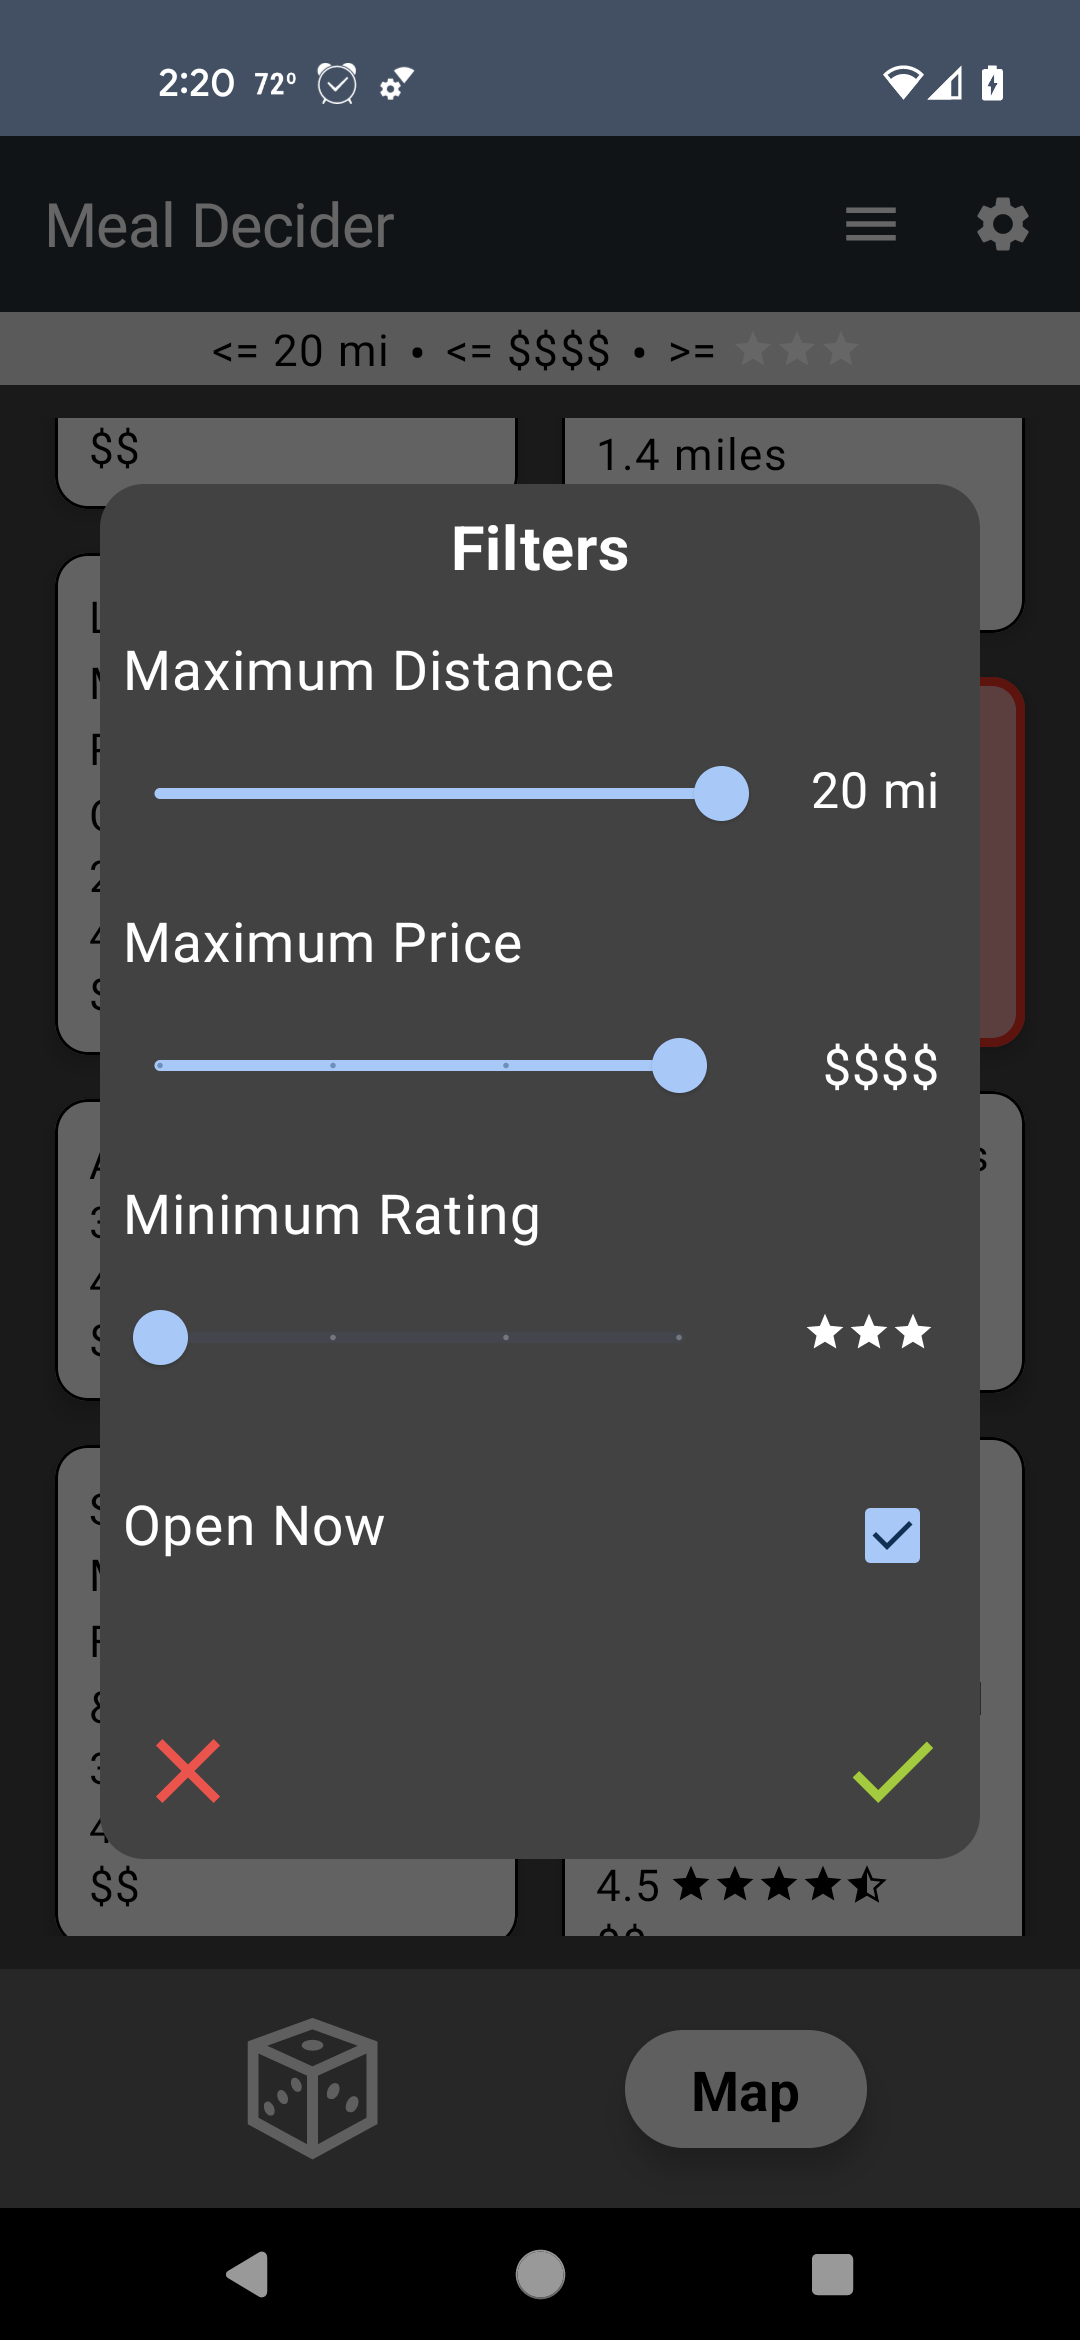 2:20 72°
Meal Decider
<= 20 mi • <= $$$$ • >= ★★★
$$
1.4 miles
Filters
Maximum Distance
20 mi
Maximum Price
$$$$
Minimum Rating
★★★
Open Now
$$
4.5
$$
Map